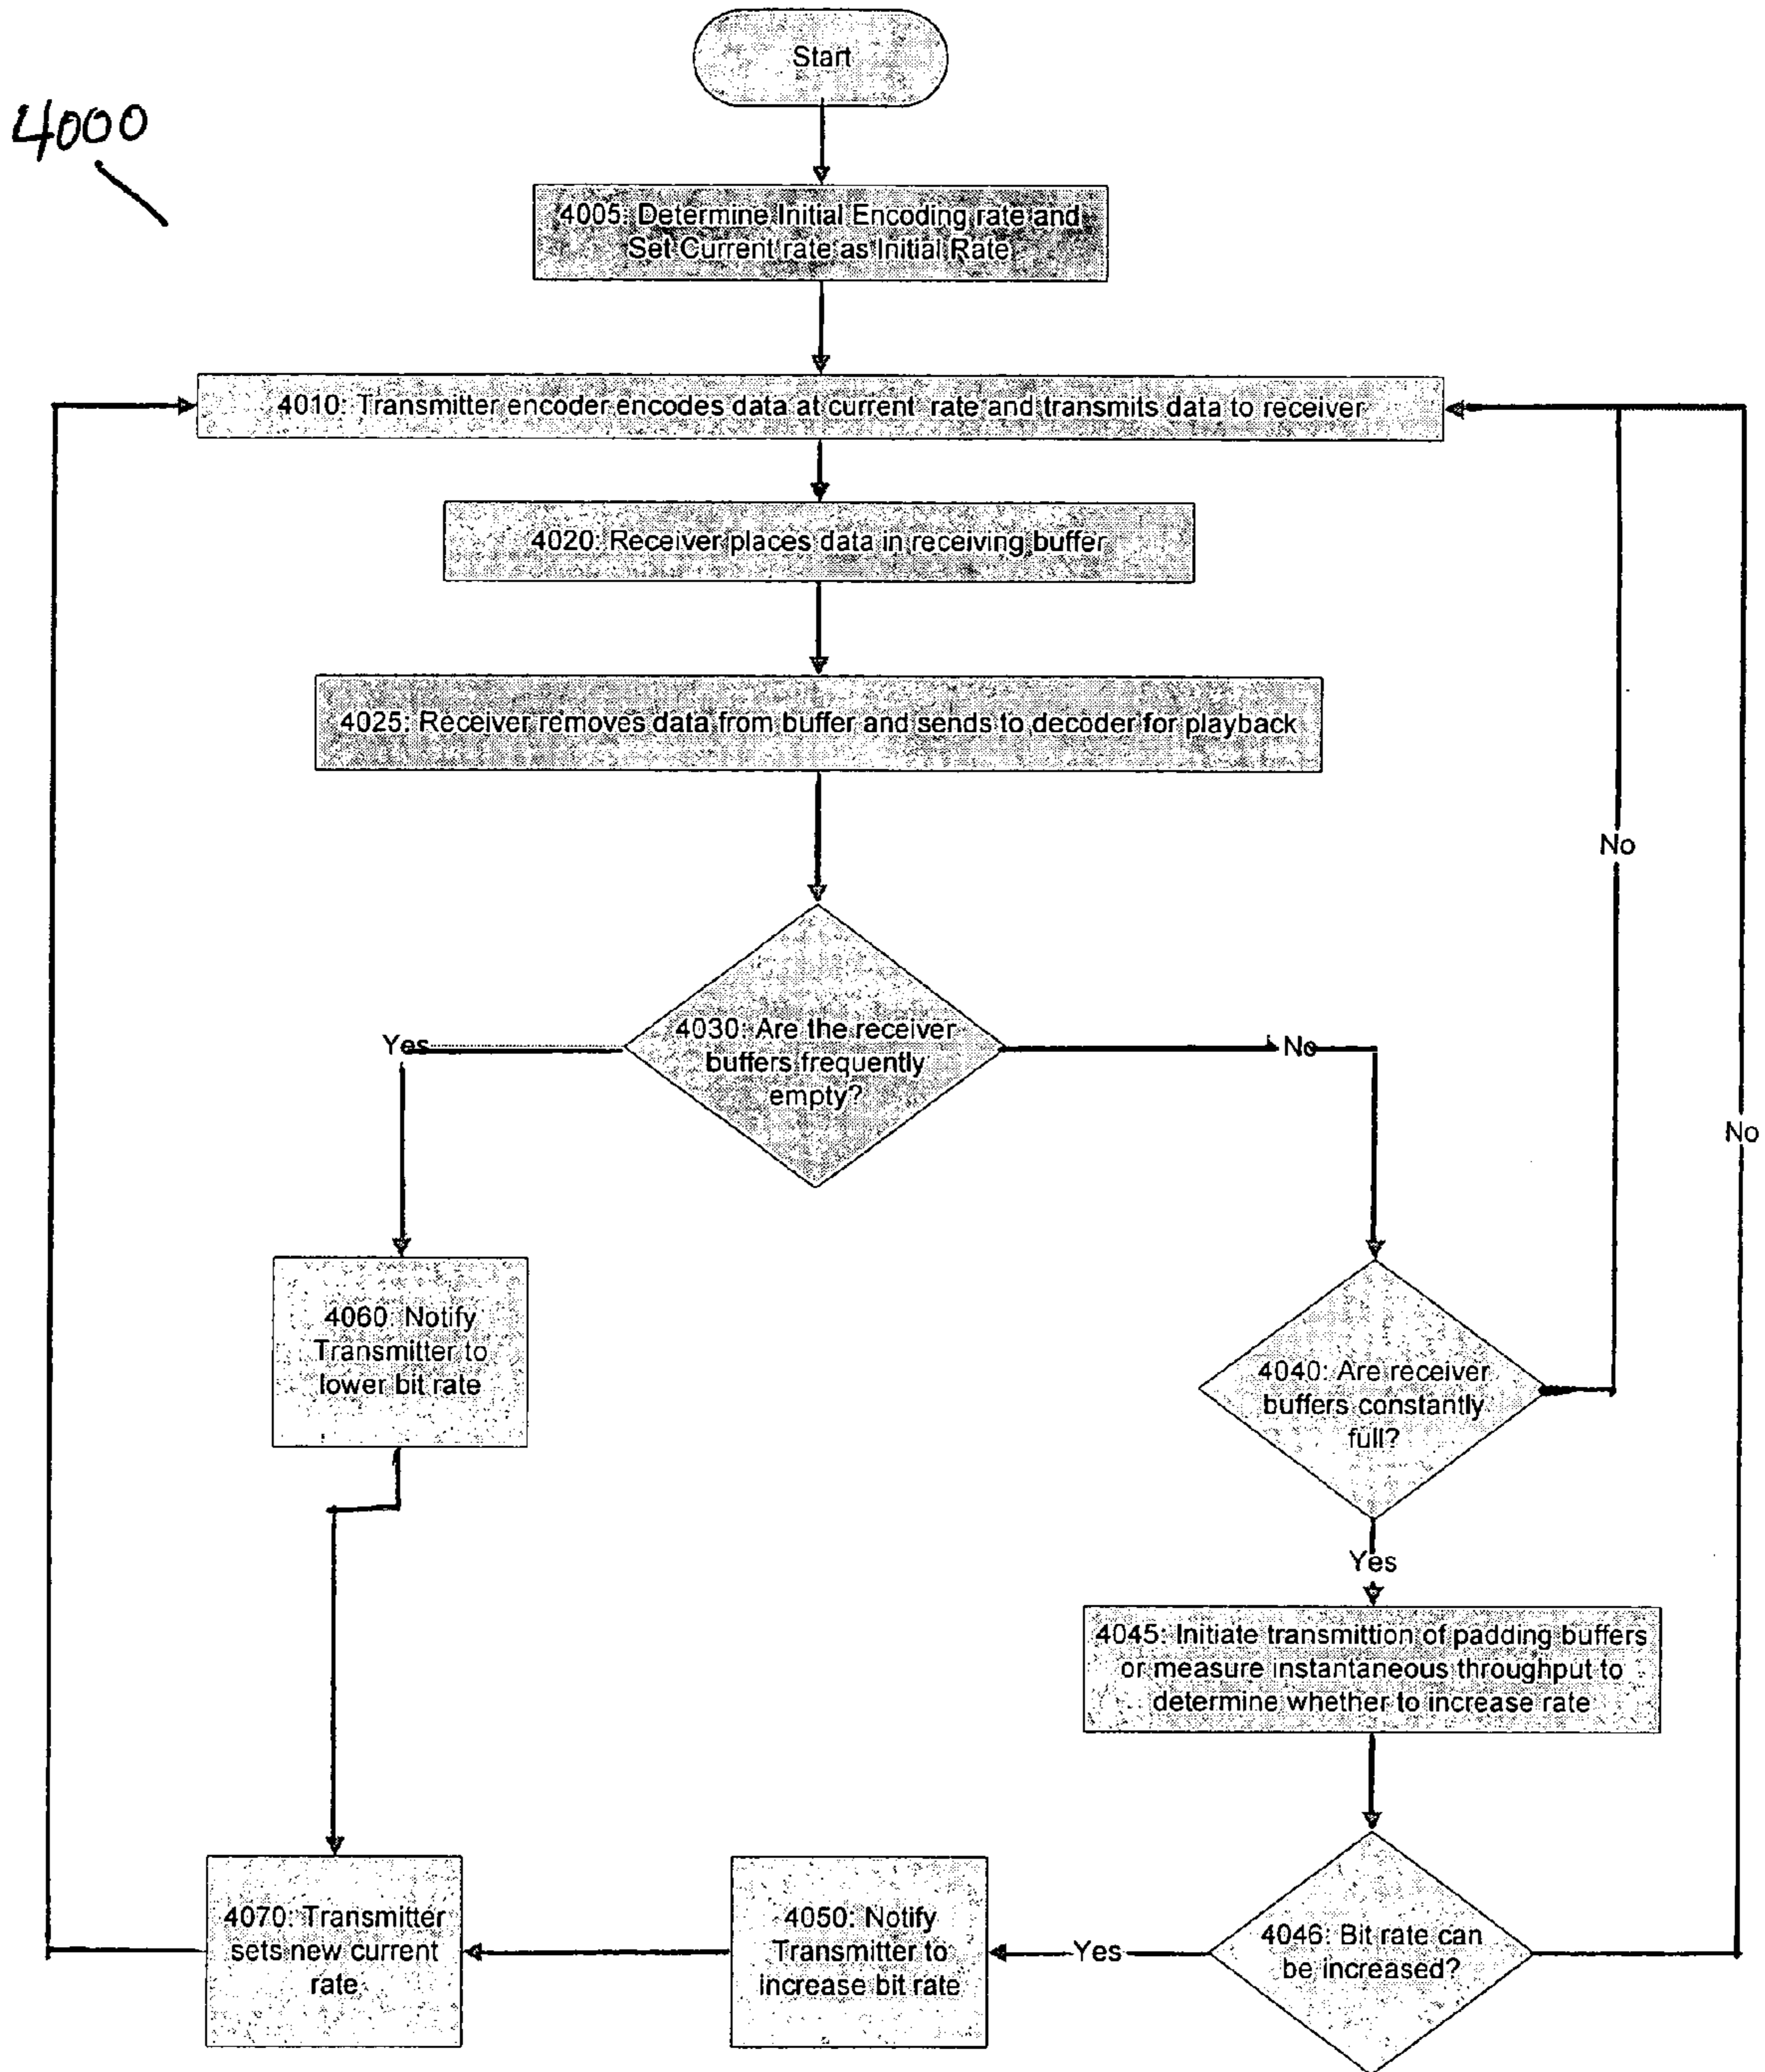 Start
4000
4005: Determine Initial Encoding rate and
Set Current rate as Initial Rate
4010: Transmitter encoder encodes data at current rate and transmits data to receiver
4020: Receiver places data in receiving buffer
4025: Receiver removes data from buffer and sends to decoder for playback
No
4030: Are the receiver
buffers frequently
empty?
Yes
No
No
4060: Notify
Transmitter to
lower bit rate
4040: Are receiver
buffers constantly
full?
Yes
4045: Initiate transmittion of padding buffers
or measure instantaneous throughput to
determine whether to increase rate
4070: Transmitter
sets new current
rate
4050: Notify
Transmitter to
increase bit rate
Yes
4046: Bit rate can
be increased?